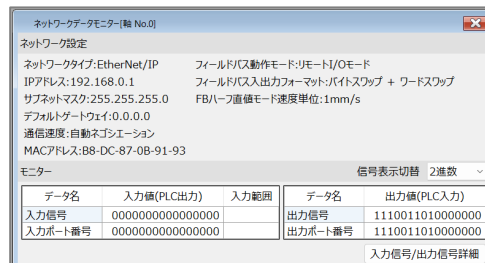 ネットワークデータモニター[軸 No.0]
ネットワーク設定
ネットワークタイプ:EtherNet/IP フィールドバス動作モード:リモートI/Oモード
IPアドレス:192.168.0.1 フィールドバス入出力フォーマット:バイトスワップ + ワードスワップ
サブネットマスク:255.255.255.0 FBハーフ直値モード速度単位:1mm/s
デフォルトゲートウェイ:0.0.0.0
通信速度:自動ネゴシエーション
MACアドレス:B8-DC-87-0B-91-93
モニター 信号表示切替 2進数
データ名 入力値(PLC出力) 入力範囲 データ名 出力値(PLC入力)
入力信号 0000000000000000 出力信号 1110011010000000
入力ポート番号 0000000000000000 出力ポート番号 1110011010000000
入力信号/出力信号詳細